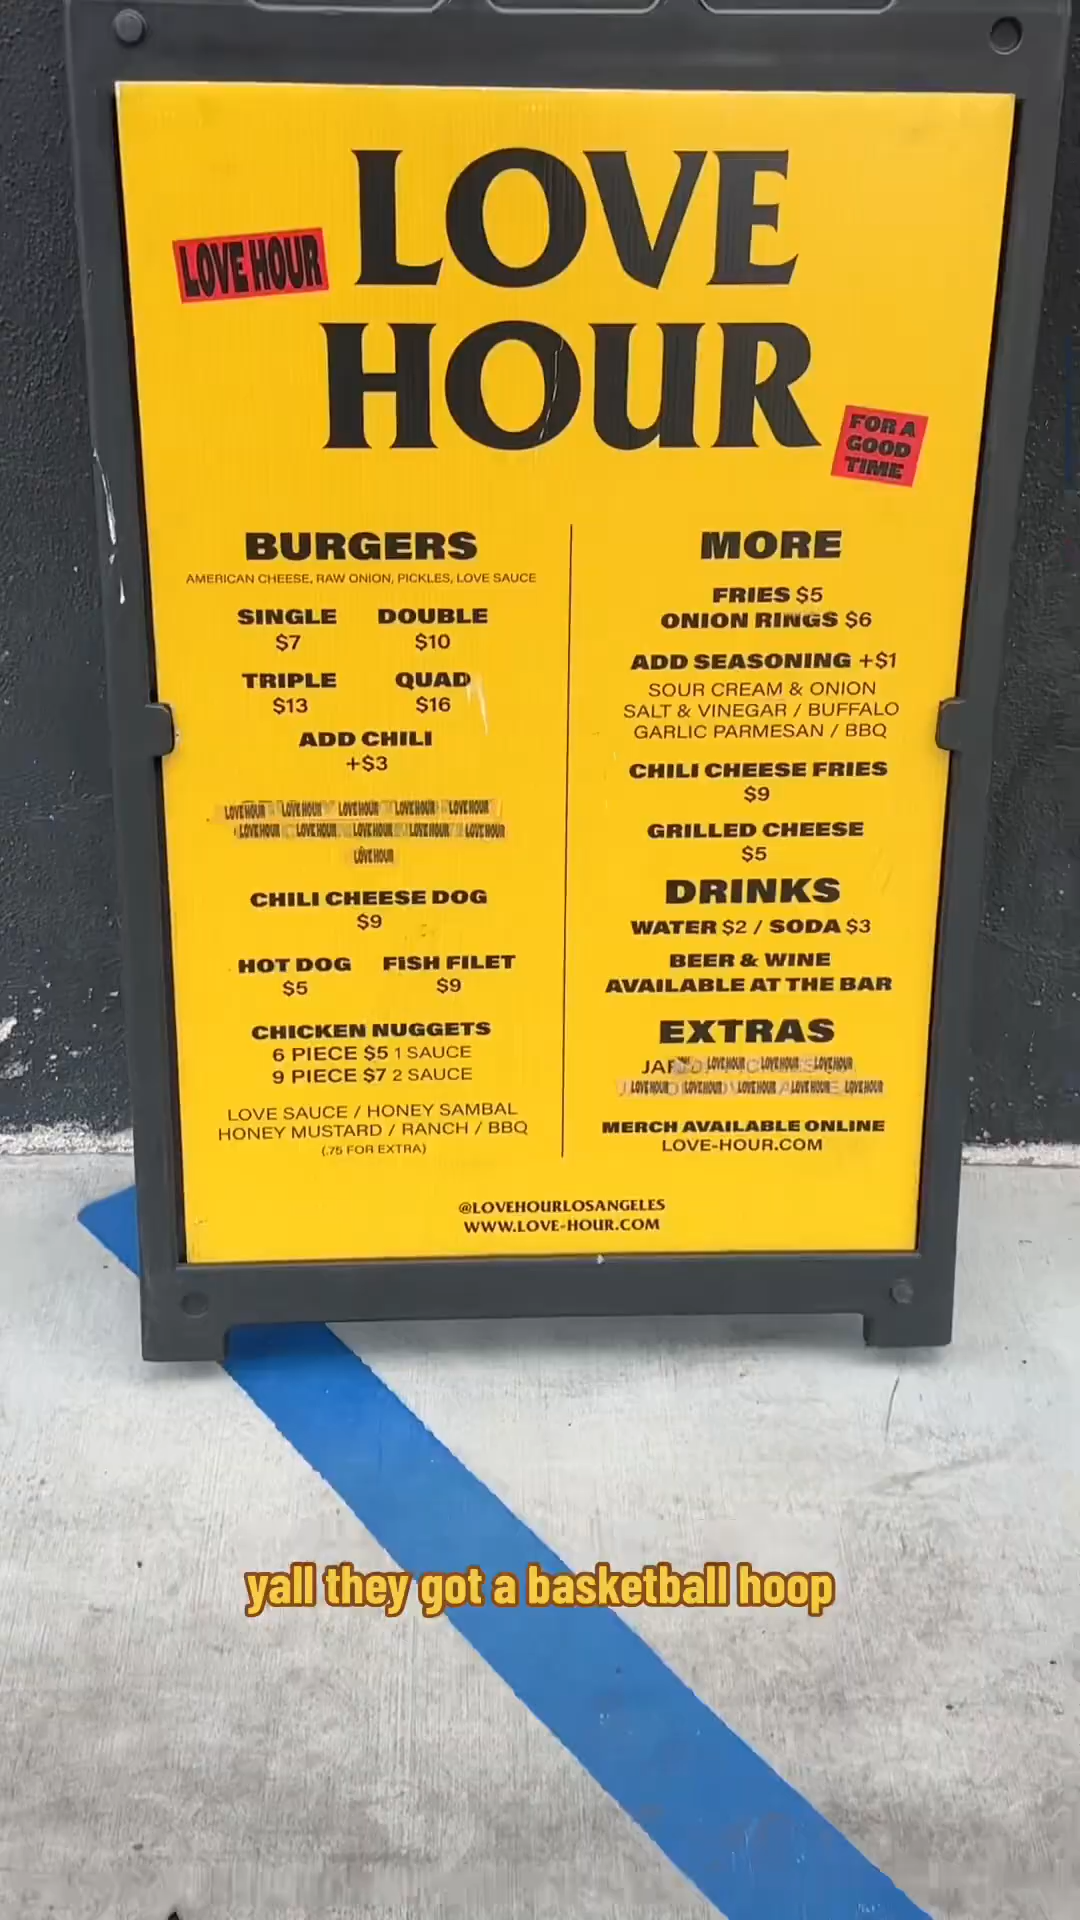 LOVE
HOUR
LOVE HOUR
FOR A
GOOD
TIME
BURGERS
AMERICAN CHEESE, RAW ONION, PICKLES, LOVE SAUCE
SINGLE DOUBLE
$7 $10
TRIPLE QUAD
$13 $16
ADD CHILI
+$3
LOVE HOUR LOVE HOUR LOVE HOUR LOVE HOUR LOVE HOUR
LOVE HOUR LOVE HOUR LOVE HOUR LOVE HOUR LOVE HOUR
LOVE HOUR
CHILI CHEESE DOG
$9
HOT DOG FISH FILET
$5 $9
CHICKEN NUGGETS
6 PIECE $5 1 SAUCE
9 PIECE $7 2 SAUCE
LOVE SAUCE / HONEY SAMBAL
HONEY MUSTARD / RANCH / BBQ
(.75 FOR EXTRA)
MORE
FRIES $5
ONION RINGS $6
ADD SEASONING +$1
SOUR CREAM & ONION
SALT & VINEGAR / BUFFALO
GARLIC PARMESAN / BBQ
CHILI CHEESE FRIES
$9
GRILLED CHEESE
$5
DRINKS
WATER $2 / SODA $3
BEER & WINE
AVAILABLE AT THE BAR
EXTRAS
LOVE HOUR LOVE HOUR LOVE HOUR
LOVE HOUR LOVE HOUR LOVE HOUR LOVE HOUR LOVE HOUR
MERCH AVAILABLE ONLINE
LOVE-HOUR.COM
@LOVEHOURLOSANGELES
WWW.LOVE-HOUR.COM
yall they got a basketball hoop